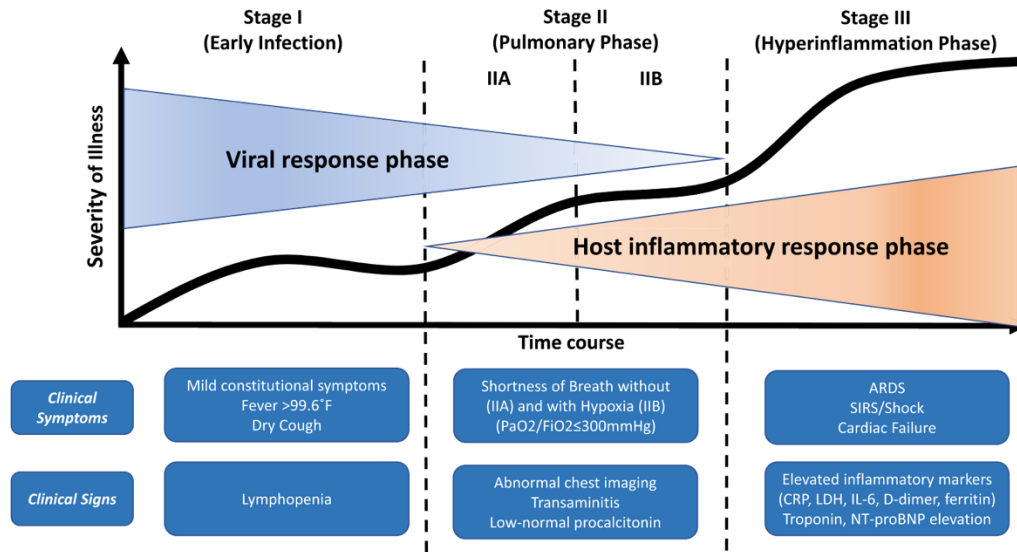 Stage I
(Early Infection)
Stage II
(Pulmonary Phase)
Stage III
(Hyperinflammation Phase)
IIA
IIB
Severity of Illness
Viral response phase
Host inflammatory response phase
Time course
Clinical
Symptoms
Mild constitutional symptoms
Fever >99.6˚F
Dry Cough
Shortness of Breath without
(IIA) and with Hypoxia (IIB)
(PaO2/FiO2≤300mmHg)
ARDS
SIRS/Shock
Cardiac Failure
Clinical Signs
Lymphopenia
Abnormal chest imaging
Transaminitis
Low-normal procalcitonin
Elevated inflammatory markers
(CRP, LDH, IL-6, D-dimer, ferritin)
Troponin, NT-proBNP elevation